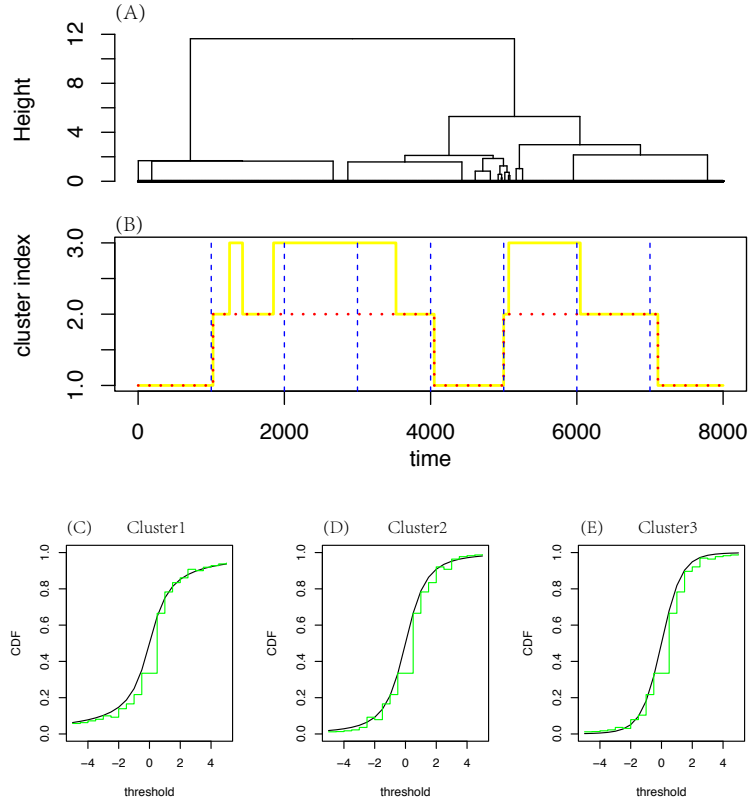 (A)
Height
12
8
4
0
(B)
cluster index
3.0
2.0
1.0
0 2000 4000 6000 8000
time
(C) Cluster1
CDF
1.0
0.8
0.6
0.4
0.2
0.0
−4 −2 0 2 4
threshold
(D) Cluster2
CDF
1.0
0.8
0.6
0.4
0.2
0.0
−4 −2 0 2 4
threshold
(E) Cluster3
CDF
1.0
0.8
0.6
0.4
0.2
0.0
−4 −2 0 2 4
threshold